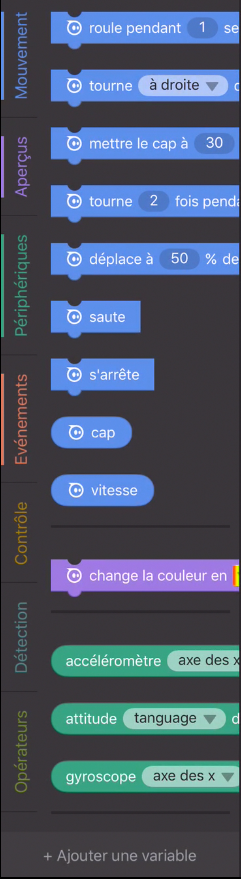 Mouvement
Aperçus
Périphériques
Evénements
Contrôle
Détection
Opérateurs
roule pendant 1 se
tourne à droite
mettre le cap à 30
tourne 2 fois penda
déplace à 50 % de
saute
s'arrête
cap
vitesse
change la couleur en
accéléromètre axe des x
attitude tanguage d
gyroscope axe des x
+ Ajouter une variable